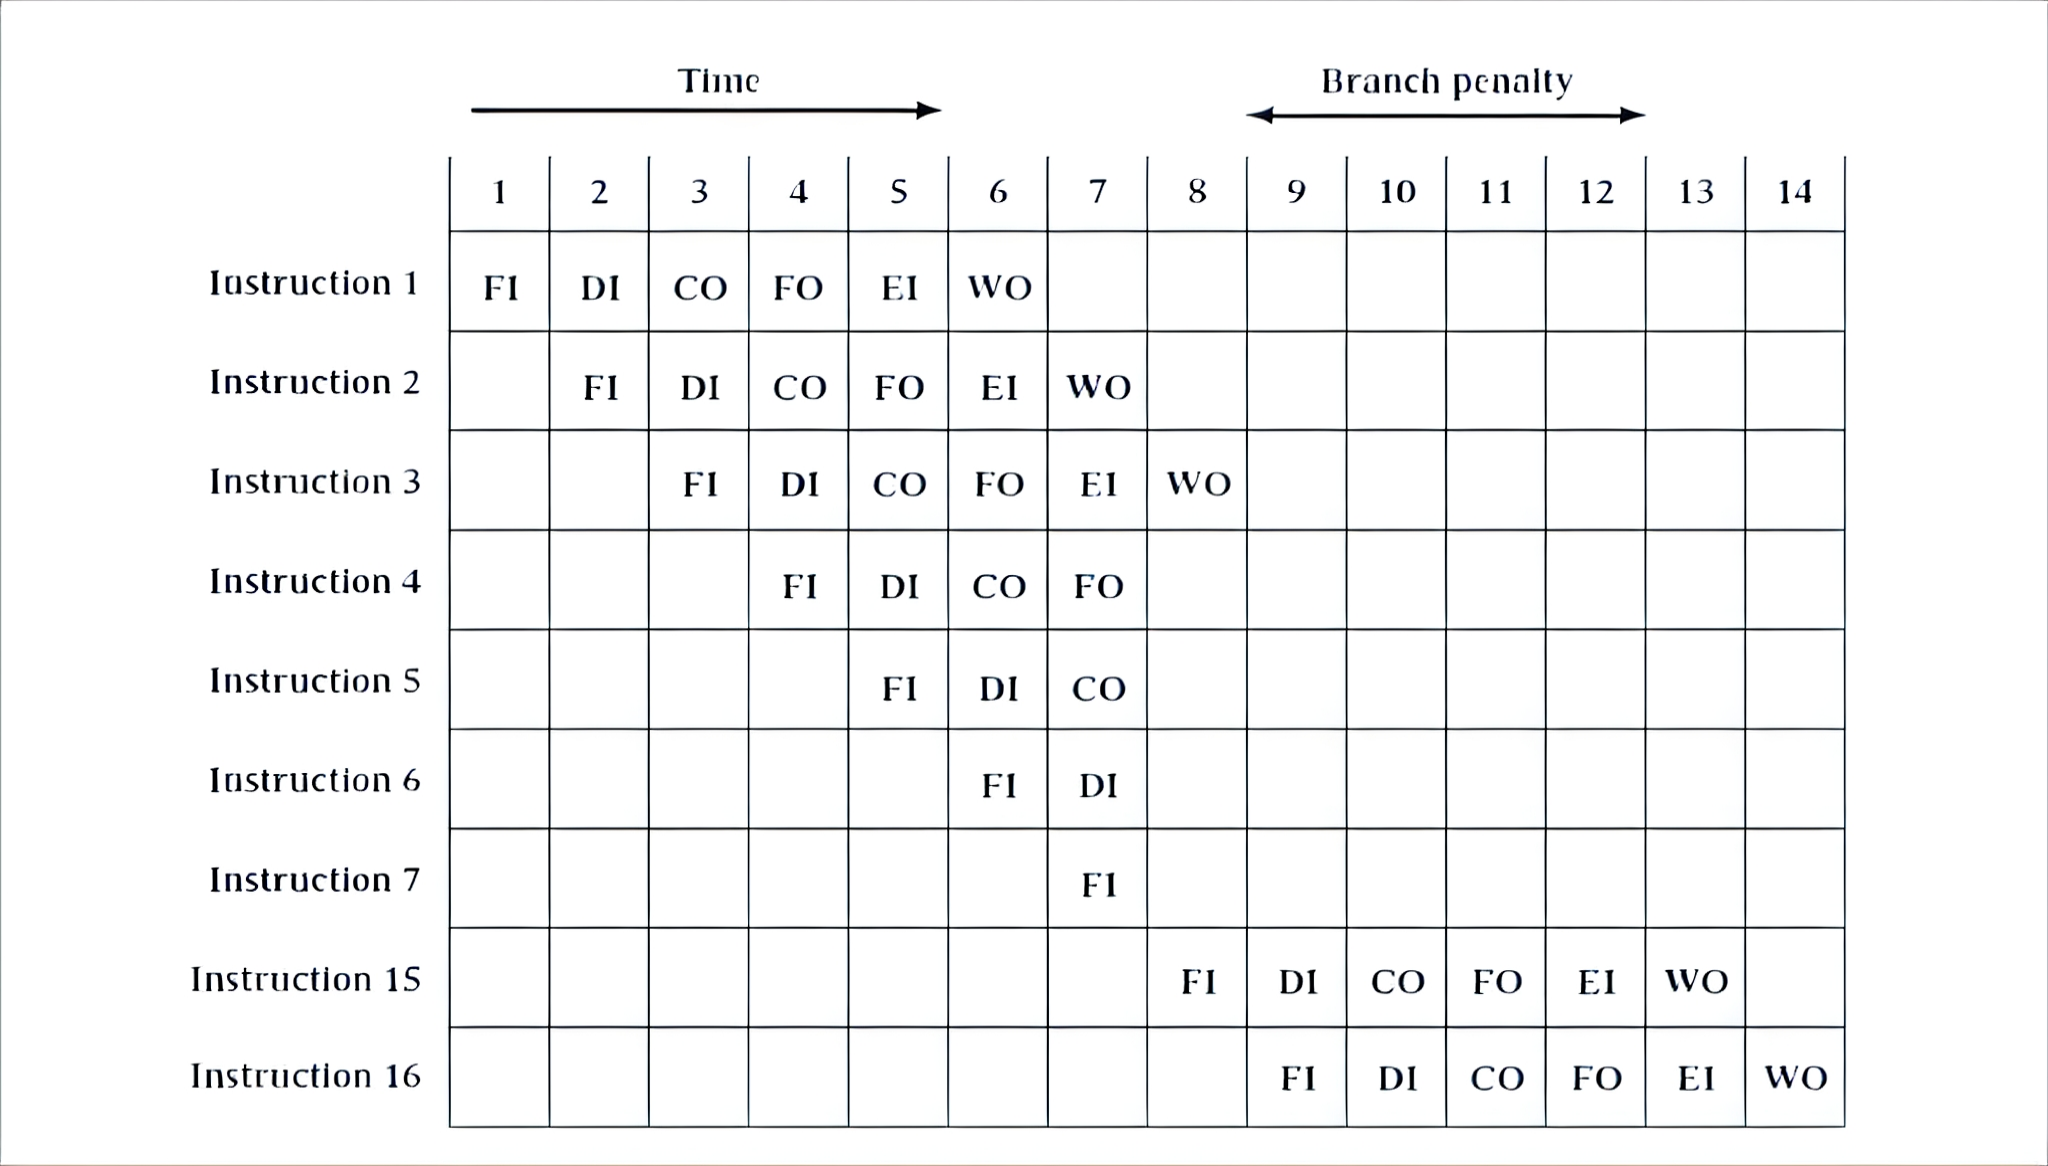 Time Branch penalty
1 2 3 4 5 6 7 8 9 10 11 12 13 14
Instruction 1 FI DI CO FO EI WO
Instruction 2 FI DI CO FO EI WO
Instruction 3 FI DI CO FO EI WO
Instruction 4 FI DI CO FO
Instruction 5 FI DI CO
Instruction 6 FI DI
Instruction 7 FI
Instruction 15 FI DI CO FO EI WO
Instruction 16 FI DI CO FO EI WO